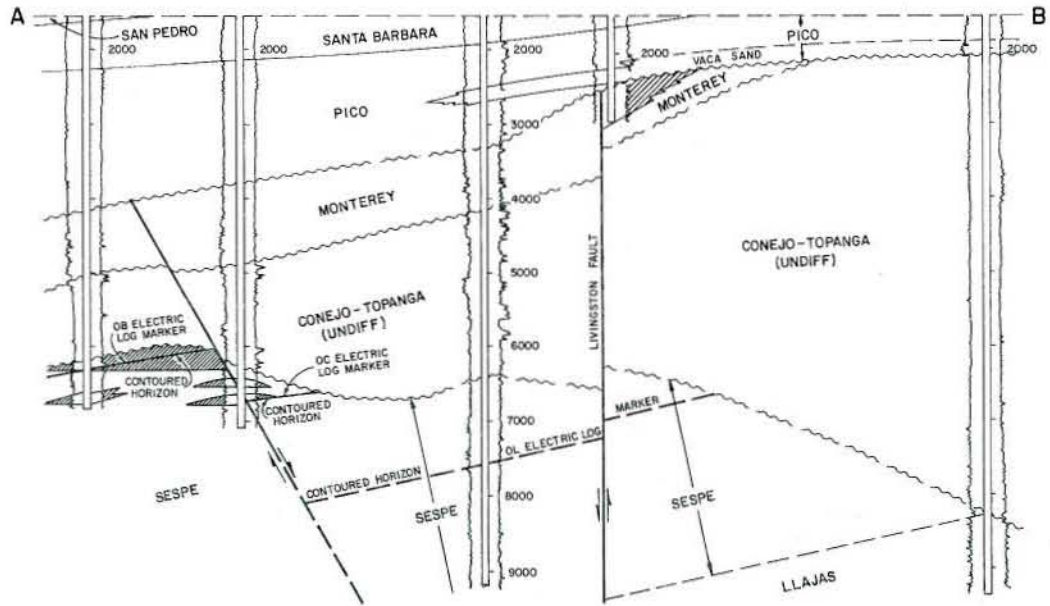 A
B
SAN PEDRO
SANTA BARBARA
PICO
2000
2000
2000
2000
2000
VACA SAND
MONTEREY
PICO
3000
MONTEREY
4000
CONEJO-TOPANGA
(UNDIFF)
LIVINGSTON FAULT
5000
CONEJO-TOPANGA
(UNDIFF)
OB ELECTRIC
LOG MARKER
6000
OC ELECTRIC
LOG MARKER
CONTOURED
HORIZON
CONTOURED
HORIZON
7000
MARKER
OL ELECTRIC LOG
CONTOURED HORIZON
SESPE
8000
SESPE
SESPE
9000
LLAJAS